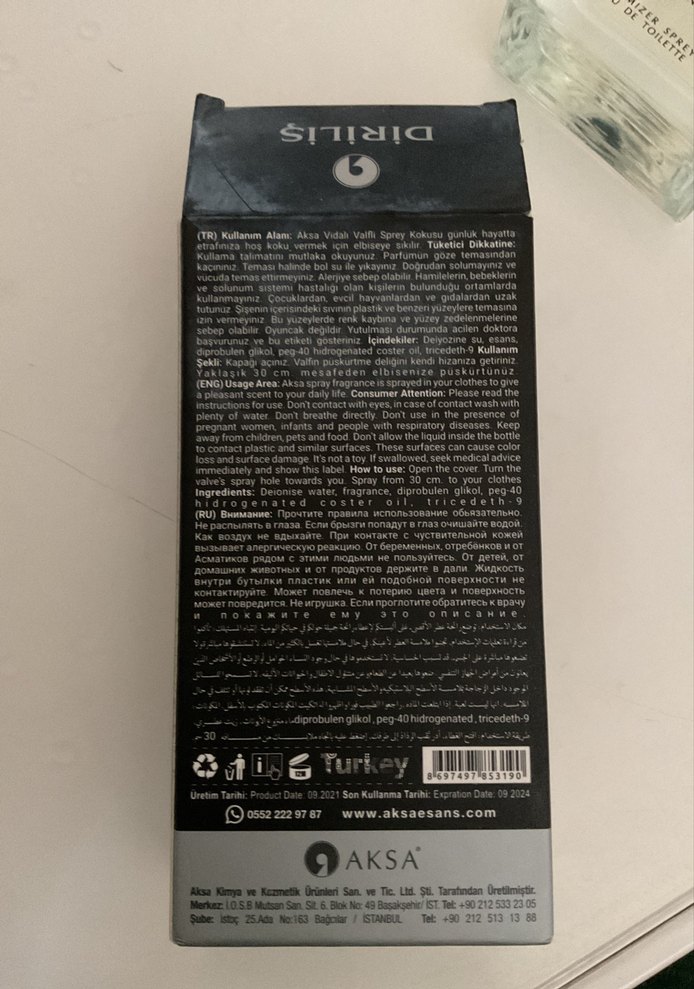 MIZER SPREY
DE TOILETTE
DİRİLİŞ
(TR) Kullanım Alanı: Aksa Vidalı Valfli Sprey Kokusu günlük hayatta
etrafınıza hoş koku vermek için elbiseye sıkılır. Tüketici Dikkatine:
Kullama talimatını mutlaka okuyunuz. Parfümün göze temasından
kaçınınız. Teması halinde bol su ile yıkayınız. Doğrudan solumayınız ve
vücuda temas ettirmeyiniz. Alerjiye sebep olabilir. Hamilelerin, bebeklerin
ve solunum sistemi hastalığı olan kişilerin bulunduğu ortamlarda
kullanmayınız. Çocuklardan, evcil hayvanlardan ve gıdalardan uzak
tutunuz. Şişenin içerisindeki sıvının plastik ve benzeri yüzeylere temasına
izin vermeyiniz. Bu yüzeylerde renk kaybına ve yüzey zedelenmelerine
sebep olabilir. Oyuncak değildir. Yutulması durumunda acilen doktora
başvurunuz ve bu etiketi gösteriniz. İçindekiler: Deiyozine su, esans,
diprobulen glikol, peg-40 hidrogenated coster oil, tricedeth-9 Kullanım
Şekli: Kapağı açınız. Valfin püskürtme deliğini kendi hizanıza getiriniz.
Yaklaşık 30 cm. mesafeden elbisenize püskürtünüz.
(ENG) Usage Area: Aksa spray fragrance is sprayed in your clothes to give
a pleasant scent to your daily life. Consumer Attention: Please read the
instructions for use. Don't contact with eyes, in case of contact wash with
plenty of water. Don't breathe directly. Don't use in the presence of
pregnant women, infants and people with respiratory diseases. Keep
away from children, pets and food. Don't allow the liquid inside the bottle
to contact plastic and similar surfaces. These surfaces can cause color
loss and surface damage. It's not a toy. If swallowed, seek medical advice
immediately and show this label. How to use: Open the cover. Turn the
valve's spray hole towards you. Spray from 30 cm. to your clothes
Ingredients: Deionise water, fragrance, diprobulen glikol, peg-40
hidrogenated coster oil, tricedeth-9
(RU) Внимание: Прочтите правила использование обьязательно.
Не распылять в глаза. Если брызги попадут в глаз очишайте водой.
Как воздух не вдыхайте. При контакте с чуствительной кожей
вызывает алергическую реакцию. От беременных, отребёнков и от
Асматиков рядом с этими людьми не пользуйтесь. От детей, от
домашних животных и от продуктов держите в дали. Жидкость
внутри бутылки пластик или ей подобной поверхности не
контактируйте. Может повлечь к потерию цвета и поверхность
может повредится. Не игрушка. Если проглотите обратитесь к врачу
и покажите ему это описание.
diprobulen glikol, peg-40 hidrogenated, tricedeth-9
30
12M
Turkey
8 697497 853190
Üretim Tarihi: Product Date: 09.2021 Son Kullanma Tarihi: Expration Date: 09.2024
0552 222 97 87 www.aksaesans.com
AKSA®
Aksa Kimya ve Kozmetik Ürünleri San. ve Tic. Ltd. Şti. Tarafından Üretilmiştir.
Merkez: İ.O.S.B Mutsan San. Sit. 6. Blok No: 49 Başakşehir/ İST. Tel: +90 212 533 23 05
Şube: İstoç 25.Ada No:163 Bağcılar / İSTANBUL Tel: +90 212 513 13 88